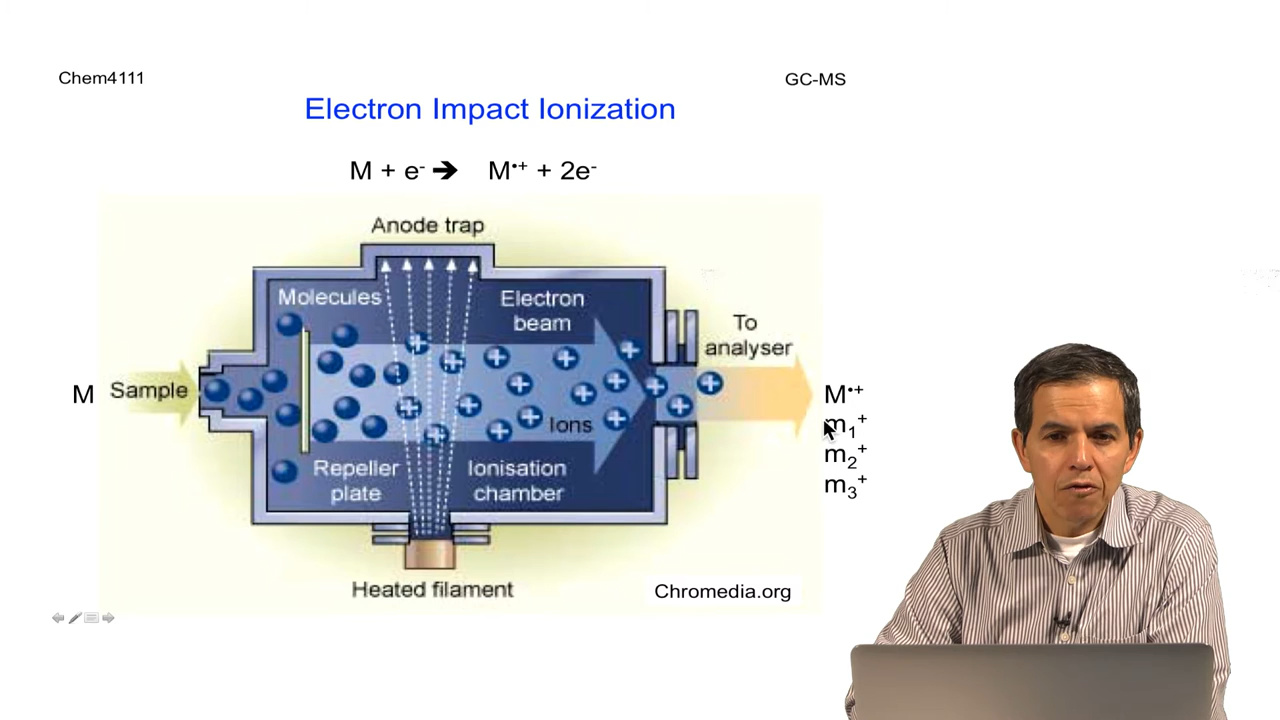 Chem4111
GC-MS
Electron Impact Ionization
M + e⁻ ➔ M•⁺ + 2e⁻
Anode trap
Molecules
Electron
beam
To
analyser
M
Sample
M•⁺
m₁⁺
m₂⁺
m₃⁺
Ions
Repeller
plate
Ionisation
chamber
Heated filament
Chromedia.org